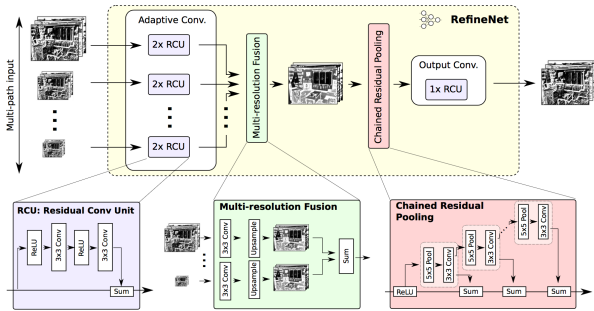 Adaptive Conv.
RefineNet
Multi-path input
2x RCU
2x RCU
2x RCU
Multi-resolution Fusion
Chained Residual Pooling
Output Conv.
1x RCU
RCU: Residual Conv Unit
ReLU
3x3 Conv
ReLU
3x3 Conv
Sum
Multi-resolution Fusion
3x3 Conv
Upsample
3x3 Conv
Upsample
Sum
Chained Residual
Pooling
ReLU
5x5 Pool
3x3 Conv
5x5 Pool
3x3 Conv
5x5 Pool
3x3 Conv
Sum
Sum
Sum